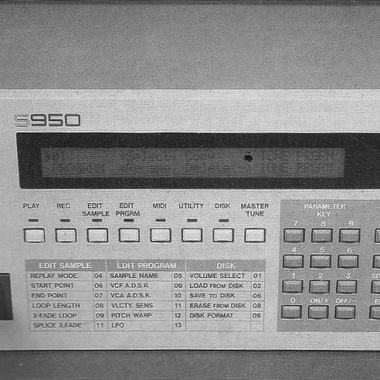 S950
PLAY REC EDIT SAMPLE EDIT PRGRM MIDI UTILITY DISK MASTER TUNE
PARAMETER KEY
7 8 9
4 5 6
1 2 3
0 ON/+ OFF/−
EDIT SAMPLE EDIT PROGRAM DISK
REPLAY MODE 04 SAMPLE NAME 05 VOLUME SELECT 01
START POINT 06 VCF A.D.S.R. 09 LOAD FROM DISK 02
END POINT 07 VCA A.D.S.R. 10 SAVE TO DISK 05
LOOP LENGTH 08 VLCTY. SENS. 11 ERASE FROM DISK 08
X-FADE LOOP 09 PITCH WARP 12 DISK FORMAT 09
SPLICE X-FADE 11 LFO 13